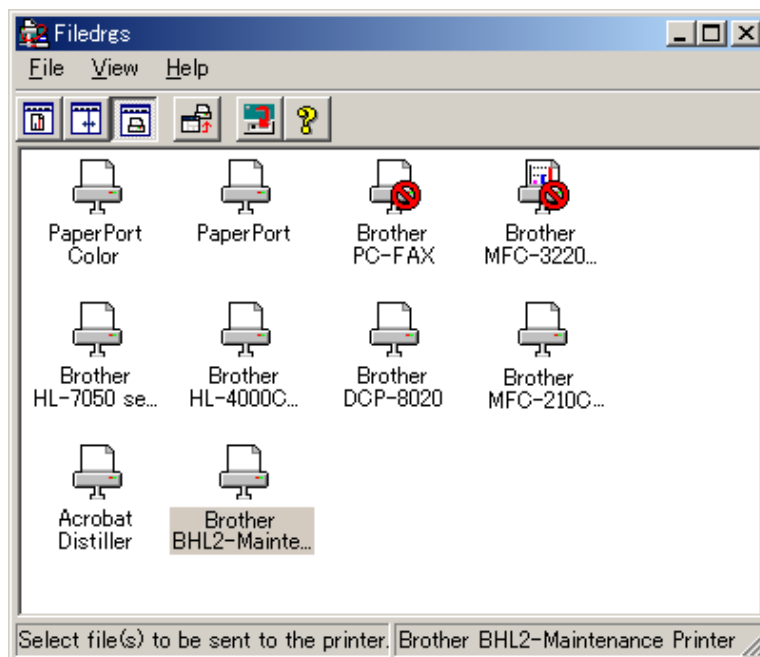 Filedrgs
File View Help
PaperPort
Color
PaperPort
Brother
PC-FAX
Brother
MFC-3220...
Brother
HL-7050 se...
Brother
HL-4000C...
Brother
DCP-8020
Brother
MFC-210C...
Acrobat
Distiller
Brother
BHL2-Mainte...
Select file(s) to be sent to the printer. Brother BHL2-Maintenance Printer